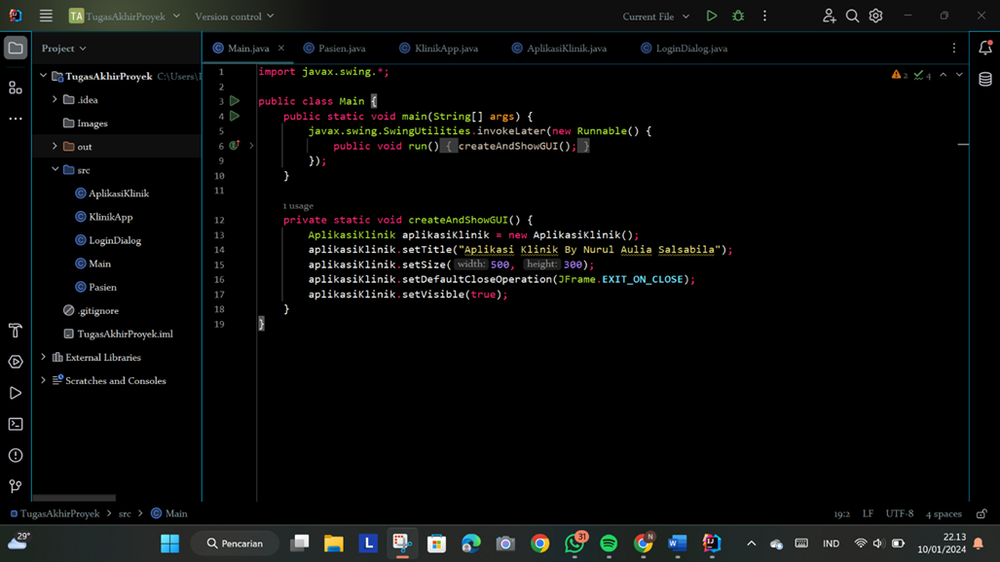 TA TugasAkhirProyek Version control Current File
Project
Main.java Pasien.java KlinikApp.java AplikasiKlinik.java LoginDialog.java
TugasAkhirProyek C:\Users\
.idea
Images
out
src
AplikasiKlinik
KlinikApp
LoginDialog
Main
Pasien
.gitignore
TugasAkhirProyek.iml
External Libraries
Scratches and Consoles
2 4
1 import javax.swing.*;
2
3 public class Main {
4 public static void main(String[] args) {
5 javax.swing.SwingUtilities.invokeLater(new Runnable() {
6 public void run() { createAndShowGUI(); }
9 });
10 }
11
1 usage
12 private static void createAndShowGUI() {
13 AplikasiKlinik aplikasiKlinik = new AplikasiKlinik();
14 aplikasiKlinik.setTitle("Aplikasi Klinik By Nurul Aulia Salsabila");
15 aplikasiKlinik.setSize( width: 500, height: 300);
16 aplikasiKlinik.setDefaultCloseOperation(JFrame.EXIT_ON_CLOSE);
17 aplikasiKlinik.setVisible(true);
18 }
19 }
TugasAkhirProyek > src > Main 19:2 LF UTF-8 4 spaces
29° Pencarian L 31 N W IND 22.13
10/01/2024